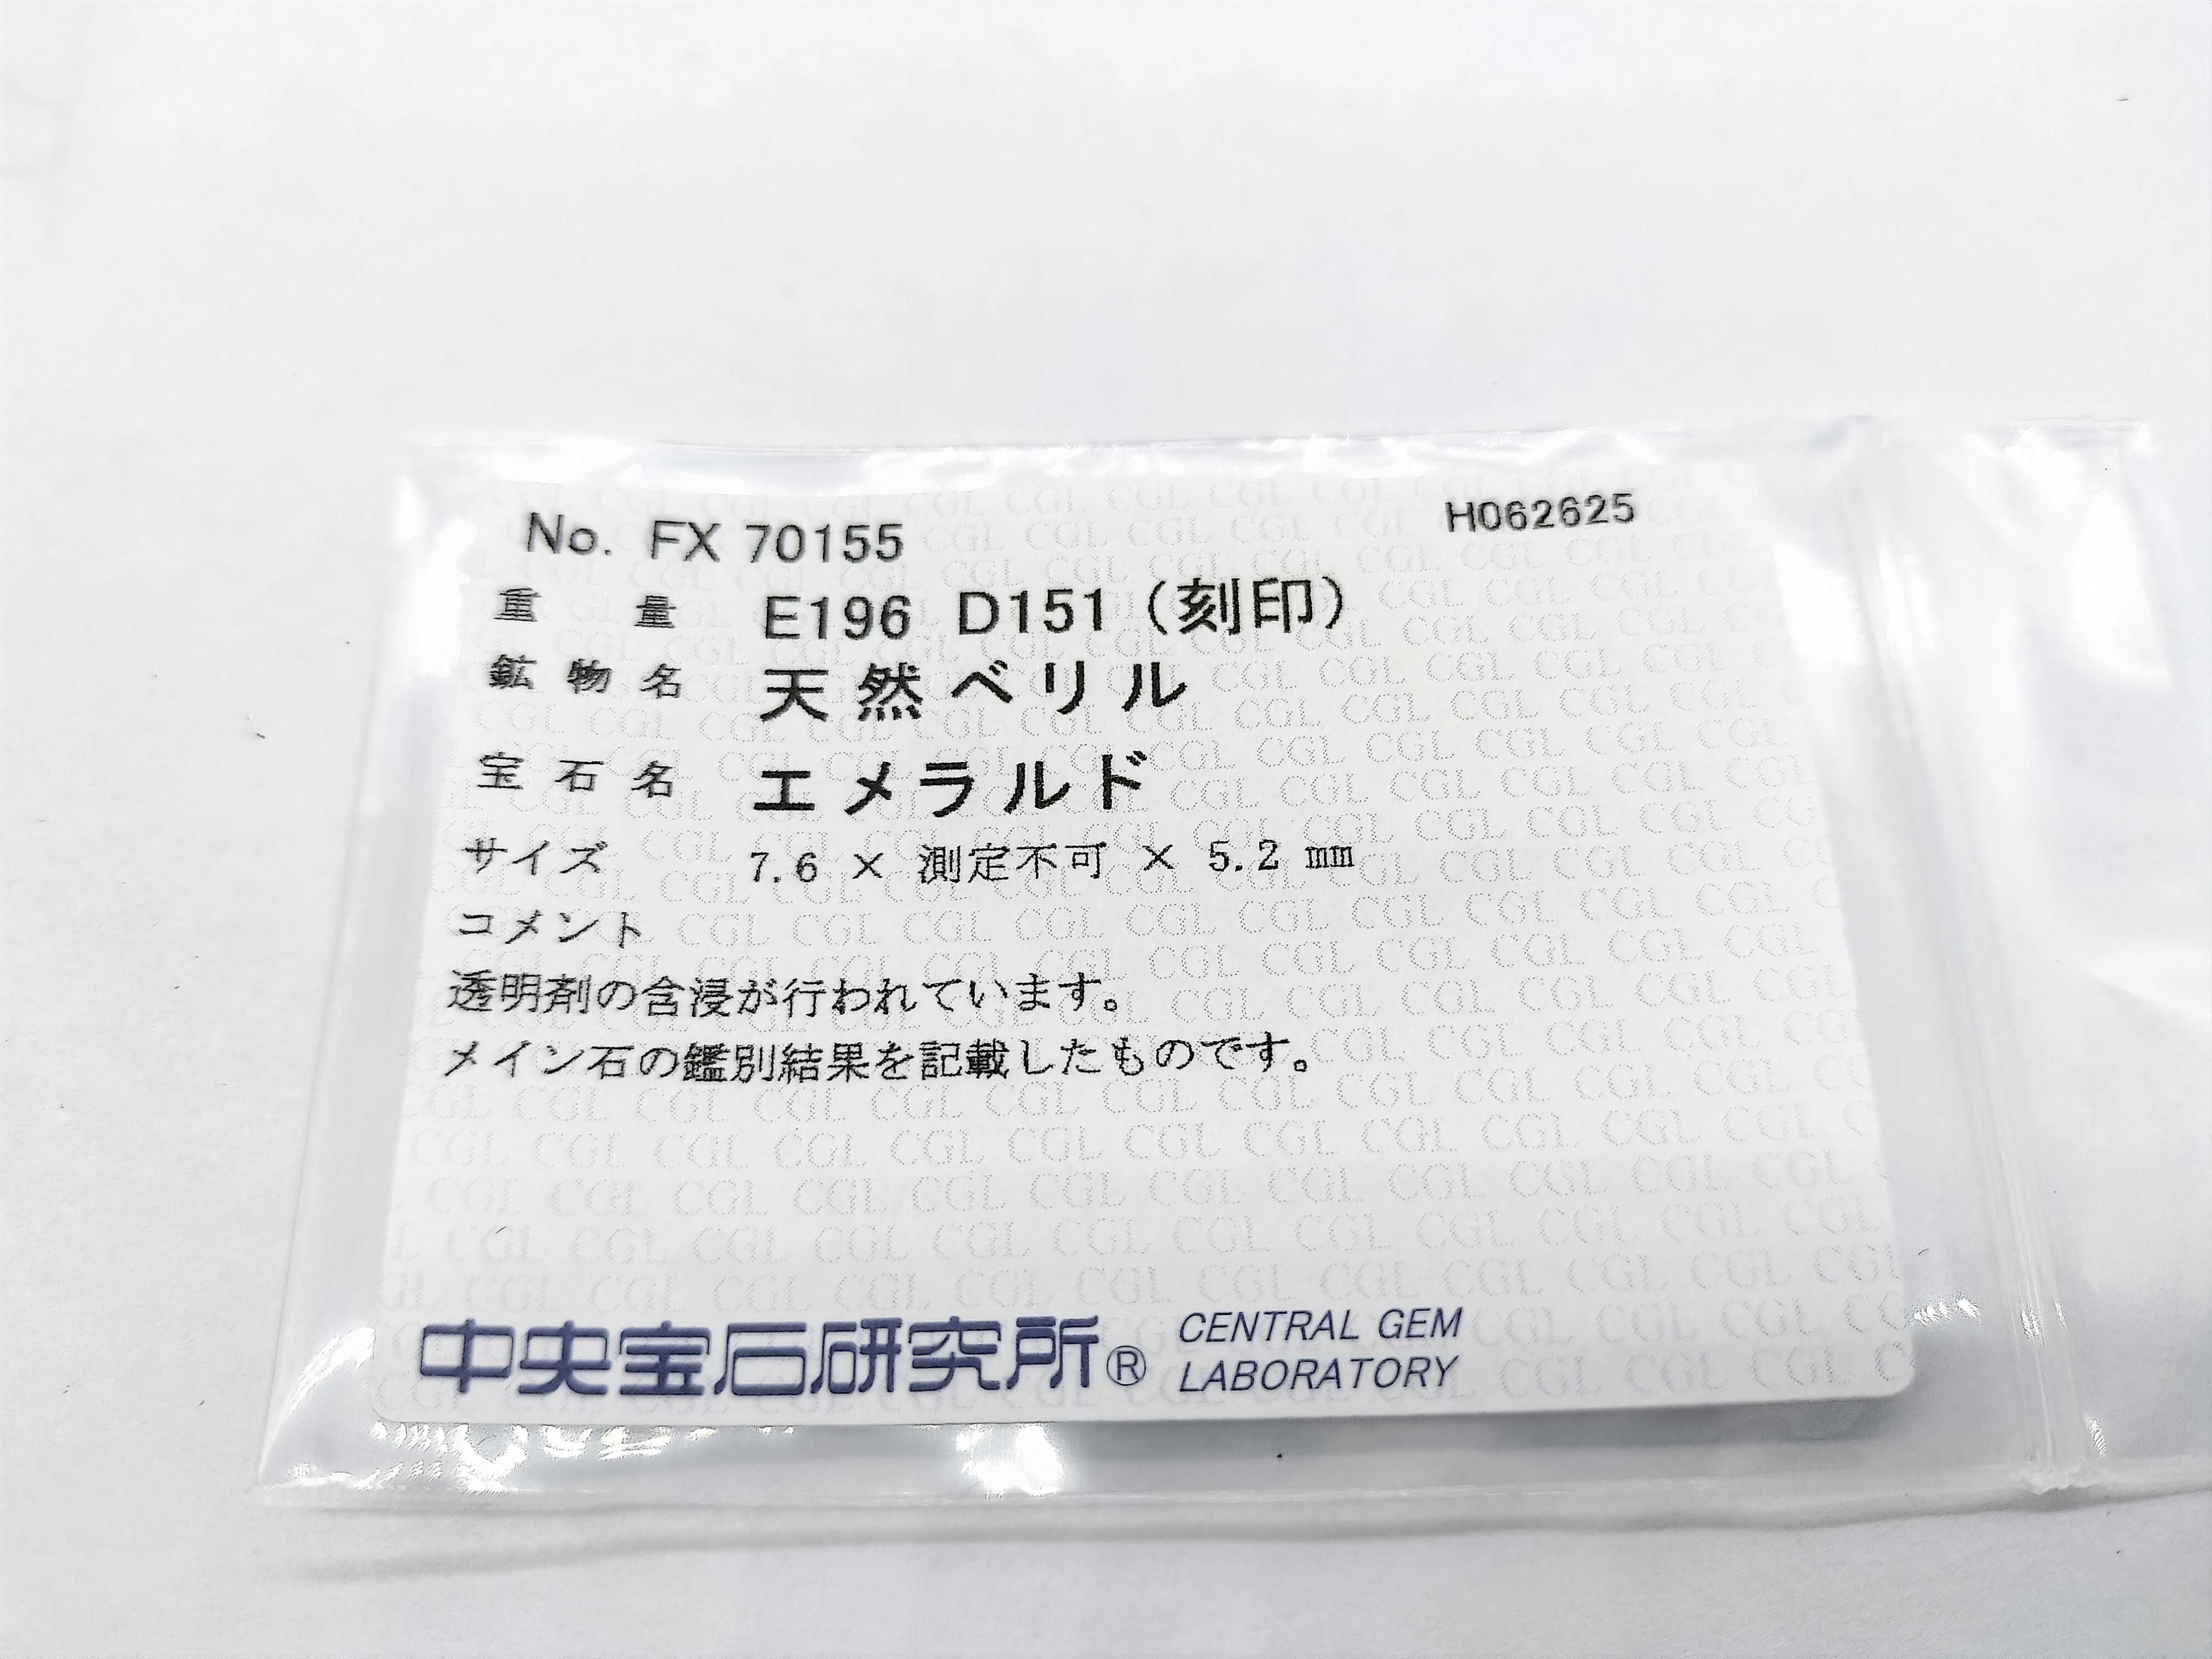 No. FX 70155 H062625
重量 E196 D151 (刻印)
鉱物名 天然ベリル
宝石名 エメラルド
サイズ 7.6 × 測定不可 × 5.2 mm
コメント
透明剤の含浸が行われています。
メイン石の鑑別結果を記載したものです。
中央宝石研究所® CENTRAL GEM
LABORATORY